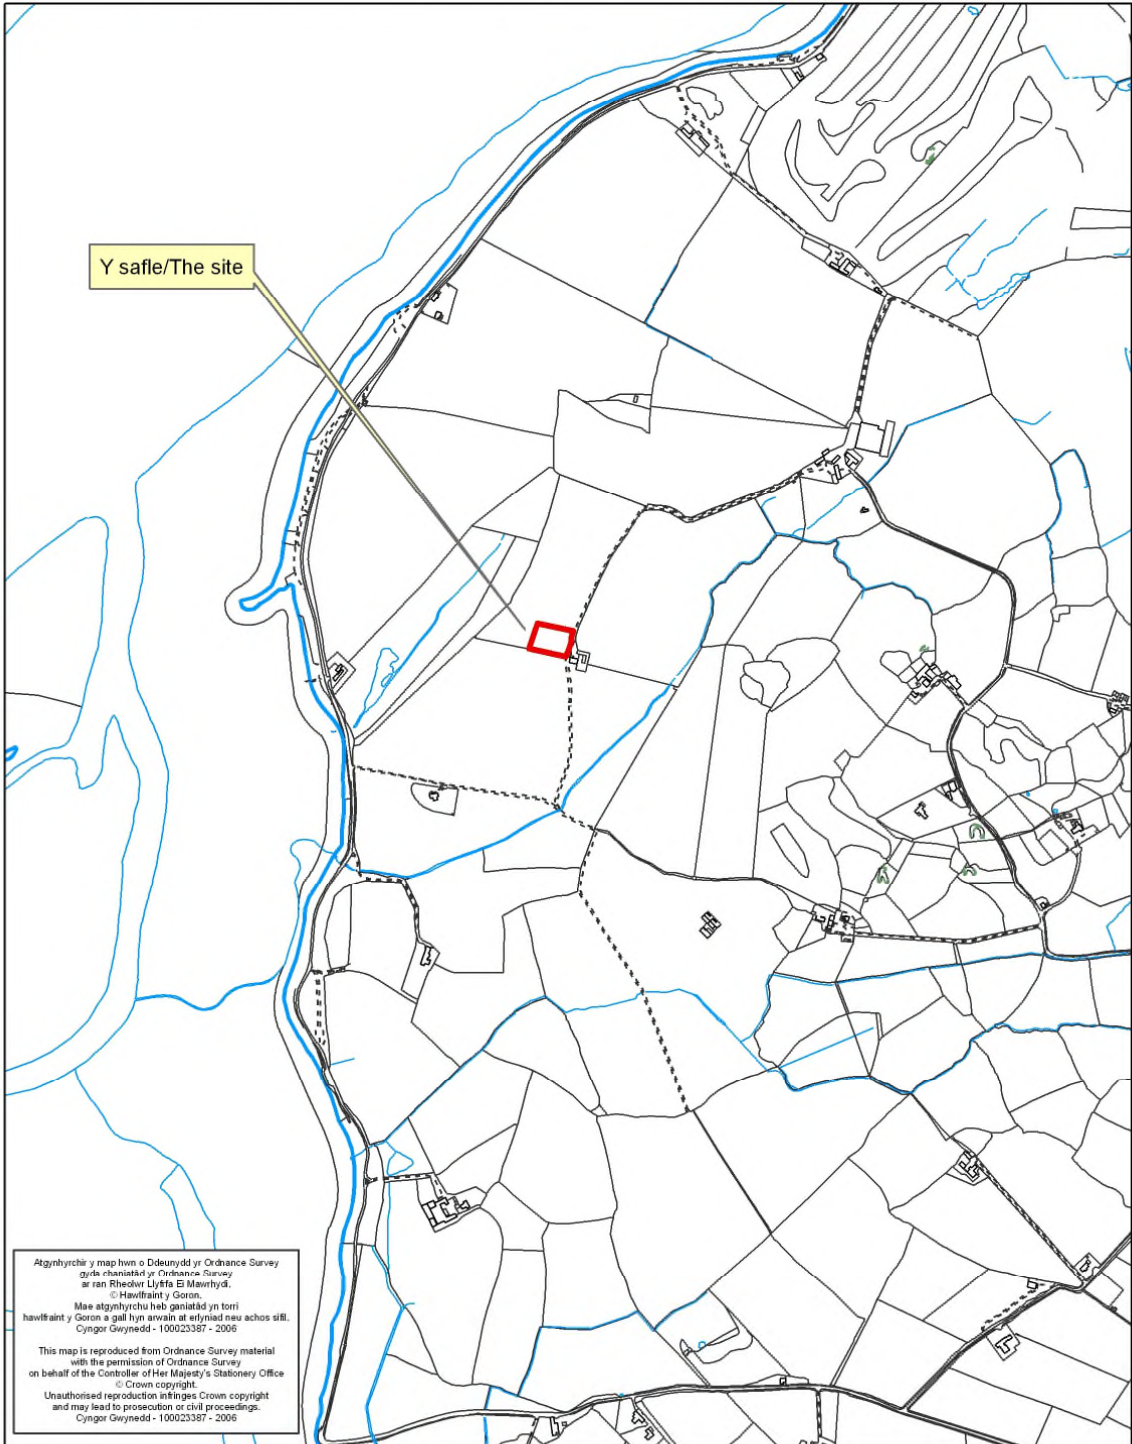 Y safle/The site
Atgynhyrchir y map hwn o Ddeunydd yr Ordnance Survey
gyda chaniatâd yr Ordnance Survey
ar ran Rheolwr Llyfrfa Ei Mawrhydi.
© Hawlfraint y Goron.
Mae atgynhyrchu heb ganiatâd yn torri
hawlfraint y Goron a gall hyn arwain at erlyniad neu achos sifil.
Cyngor Gwynedd - 100023387 - 2006
This map is reproduced from Ordnance Survey material
with the permission of Ordnance Survey
on behalf of the Controller of Her Majesty's Stationery Office
© Crown copyright.
Unauthorised reproduction infringes Crown copyright
and may lead to prosecution or civil proceedings.
Cyngor Gwynedd - 100023387 - 2006